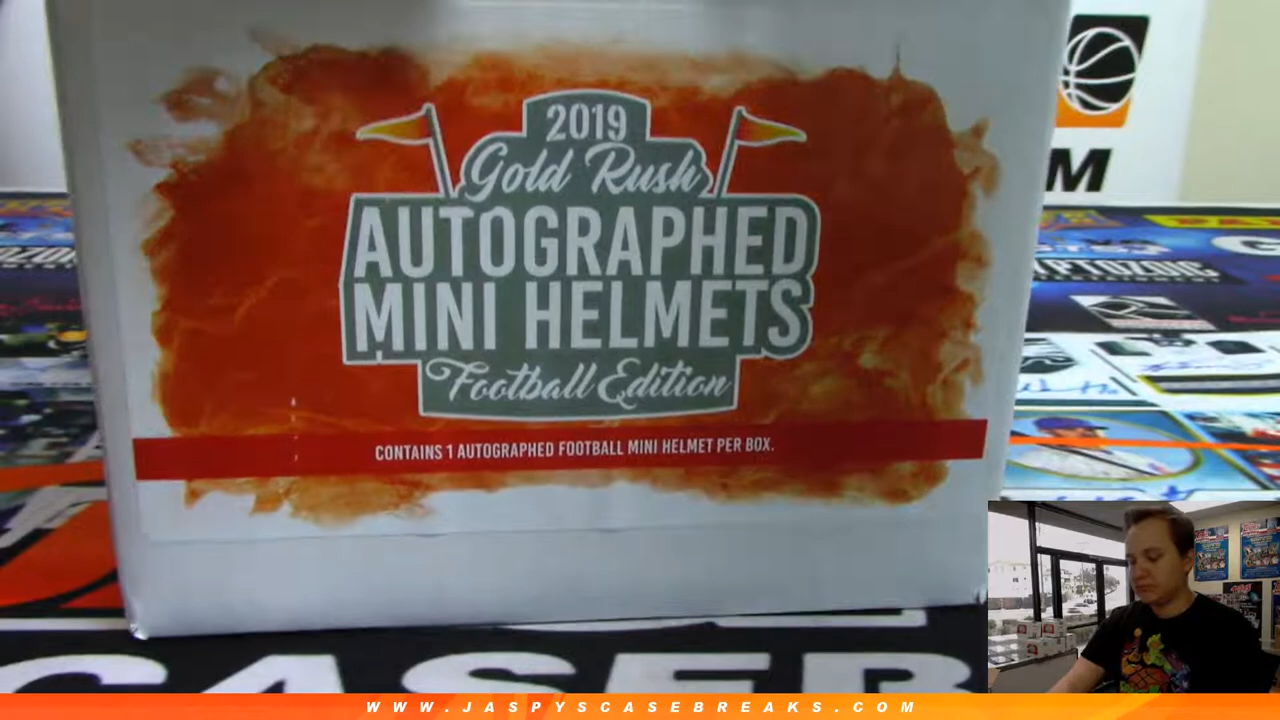 2019
Gold Rush
AUTOGRAPHED
MINI HELMETS
Football Edition
CONTAINS 1 AUTOGRAPHED FOOTBALL MINI HELMET PER BOX.
M
CASEB
WWW.JASPYSCASEBREAKS.COM